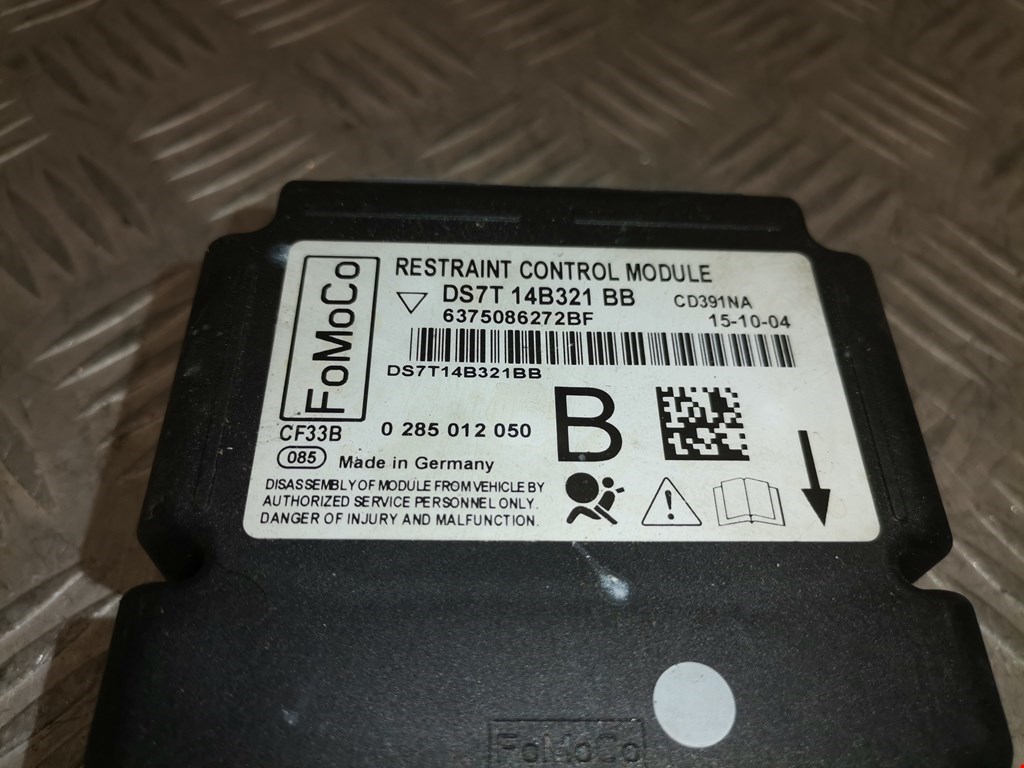 FoMoCo
RESTRAINT CONTROL MODULE
DS7T 14B321 BB CD391NA
6375086272BF 15-10-04
DS7T14B321BB
CF33B 0 285 012 050 B
085 Made in Germany
DISASSEMBLY OF MODULE FROM VEHICLE BY
AUTHORIZED SERVICE PERSONNEL ONLY.
DANGER OF INJURY AND MALFUNCTION.
FoMoCo